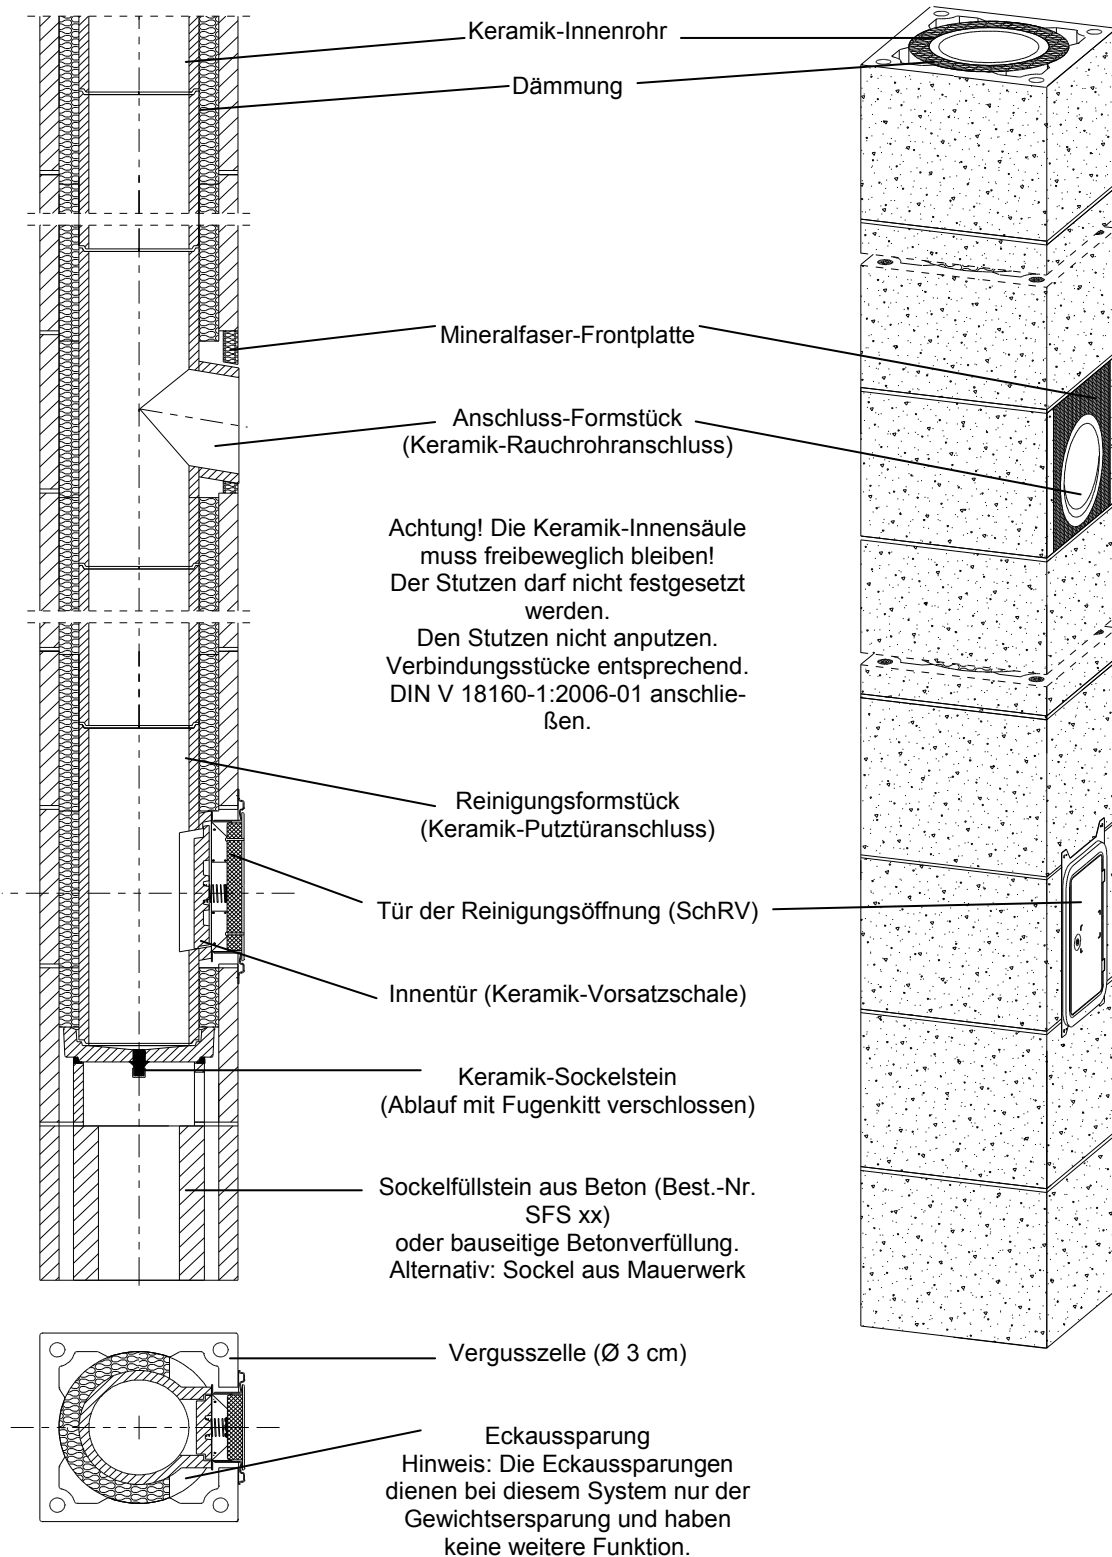 Keramik-Innenrohr
Dämmung
Mineralfaser-Frontplatte
Anschluss-Formstück
(Keramik-Rauchrohranschluss)
Achtung! Die Keramik-Innensäule
muss freibeweglich bleiben!
Der Stutzen darf nicht festgesetzt
werden.
Den Stutzen nicht anputzen.
Verbindungsstücke entsprechend.
DIN V 18160-1:2006-01 anschlie-
ßen.
Reinigungsformstück
(Keramik-Putztüranschluss)
Tür der Reinigungsöffnung (SchRV)
Innentür (Keramik-Vorsatzschale)
Keramik-Sockelstein
(Ablauf mit Fugenkitt verschlossen)
Sockelfüllstein aus Beton (Best.-Nr.
SFS xx)
oder bauseitige Betonverfüllung.
Alternativ: Sockel aus Mauerwerk
Vergusszelle (Ø 3 cm)
Eckaussparung
Hinweis: Die Eckaussparungen
dienen bei diesem System nur der
Gewichtsersparung und haben
keine weitere Funktion.